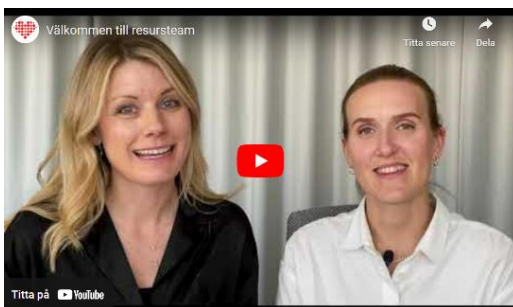 Välkommen till resursteam
Titta senare
Dela
Titta på YouTube